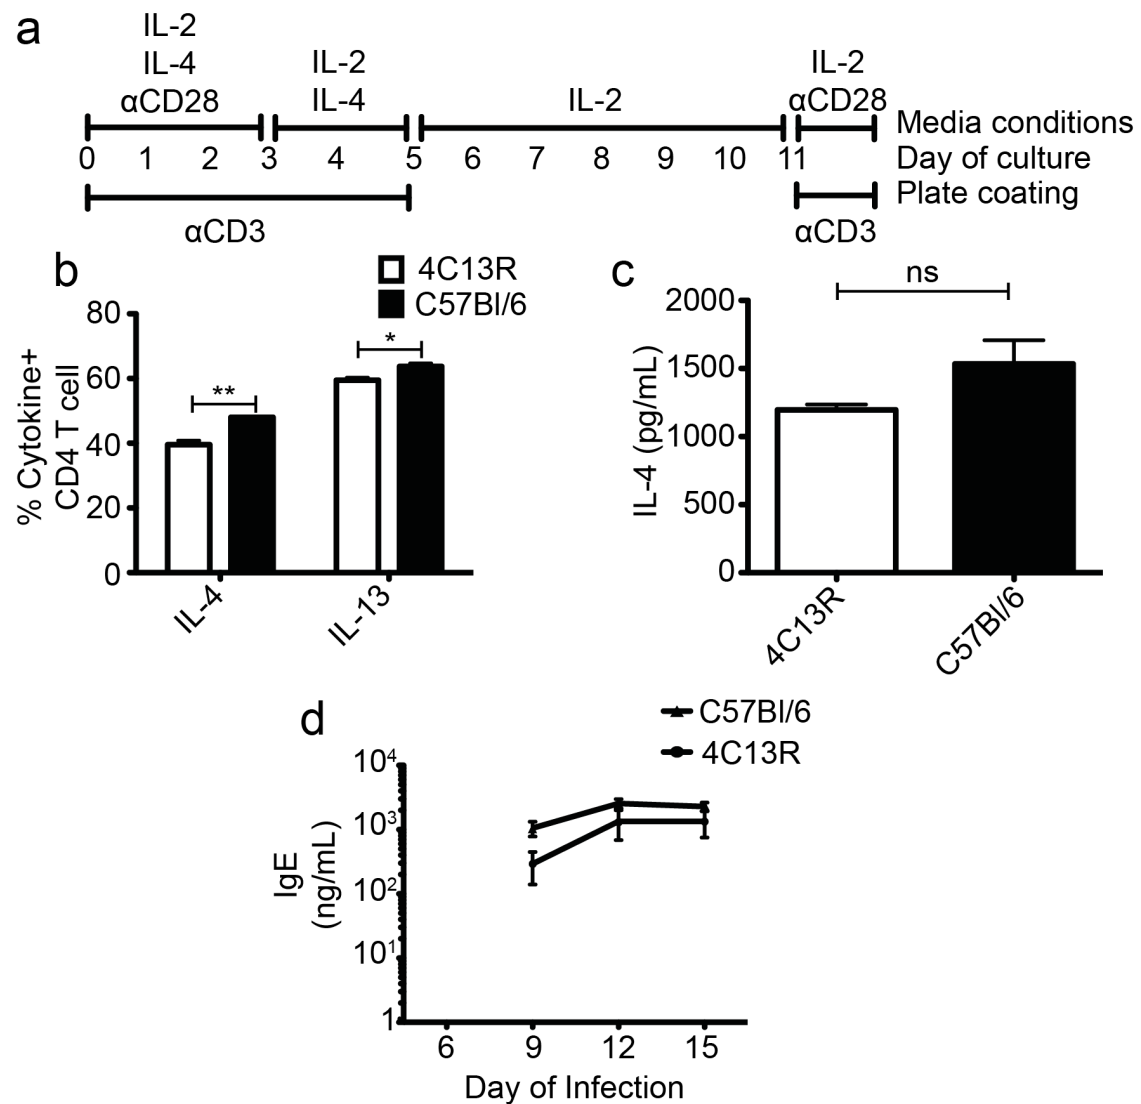 a
IL-2
IL-4
αCD28
IL-2
IL-4
IL-2
IL-2
αCD28
Media conditions
0 1 2 3 4 5 6 7 8 9 10 11 Day of culture
Plate coating
αCD3
αCD3
b
4C13R
C57Bl/6
% Cytokine+
CD4 T cell
80
60
40
20
0
**
*
IL-4
IL-13
c
ns
IL-4 (pg/mL)
2000
1500
1000
500
0
4C13R
C57Bl/6
d
C57Bl/6
4C13R
IgE
(ng/mL)
10⁴
10³
10²
10¹
1
6 9 12 15
Day of Infection